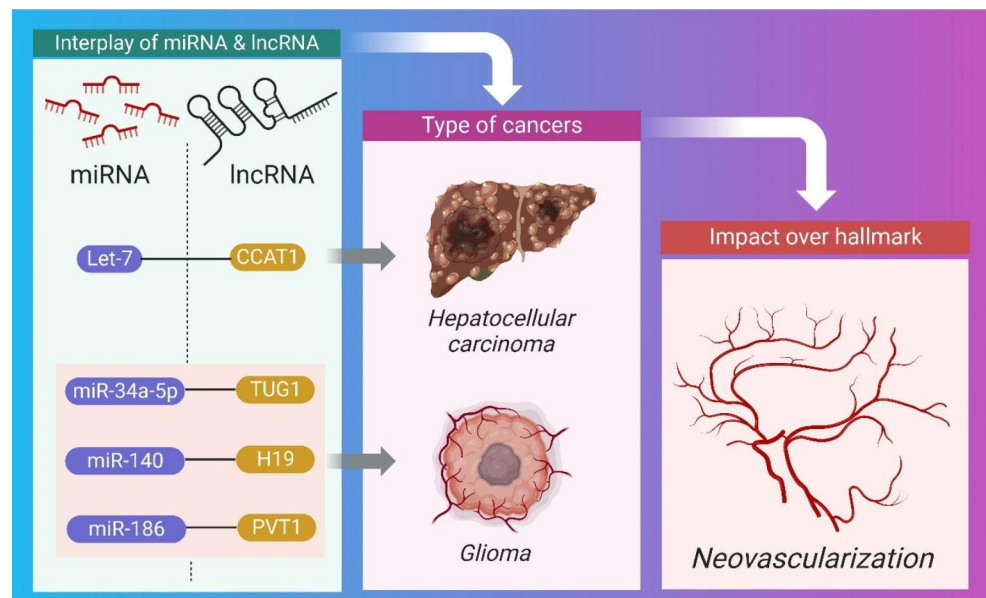 Interplay of miRNA & lncRNA
miRNA
lncRNA
Let-7
CCAT1
miR-34a-5p
TUG1
miR-140
H19
miR-186
PVT1
Type of cancers
Hepatocellular
carcinoma
Glioma
Impact over hallmark
Neovascularization